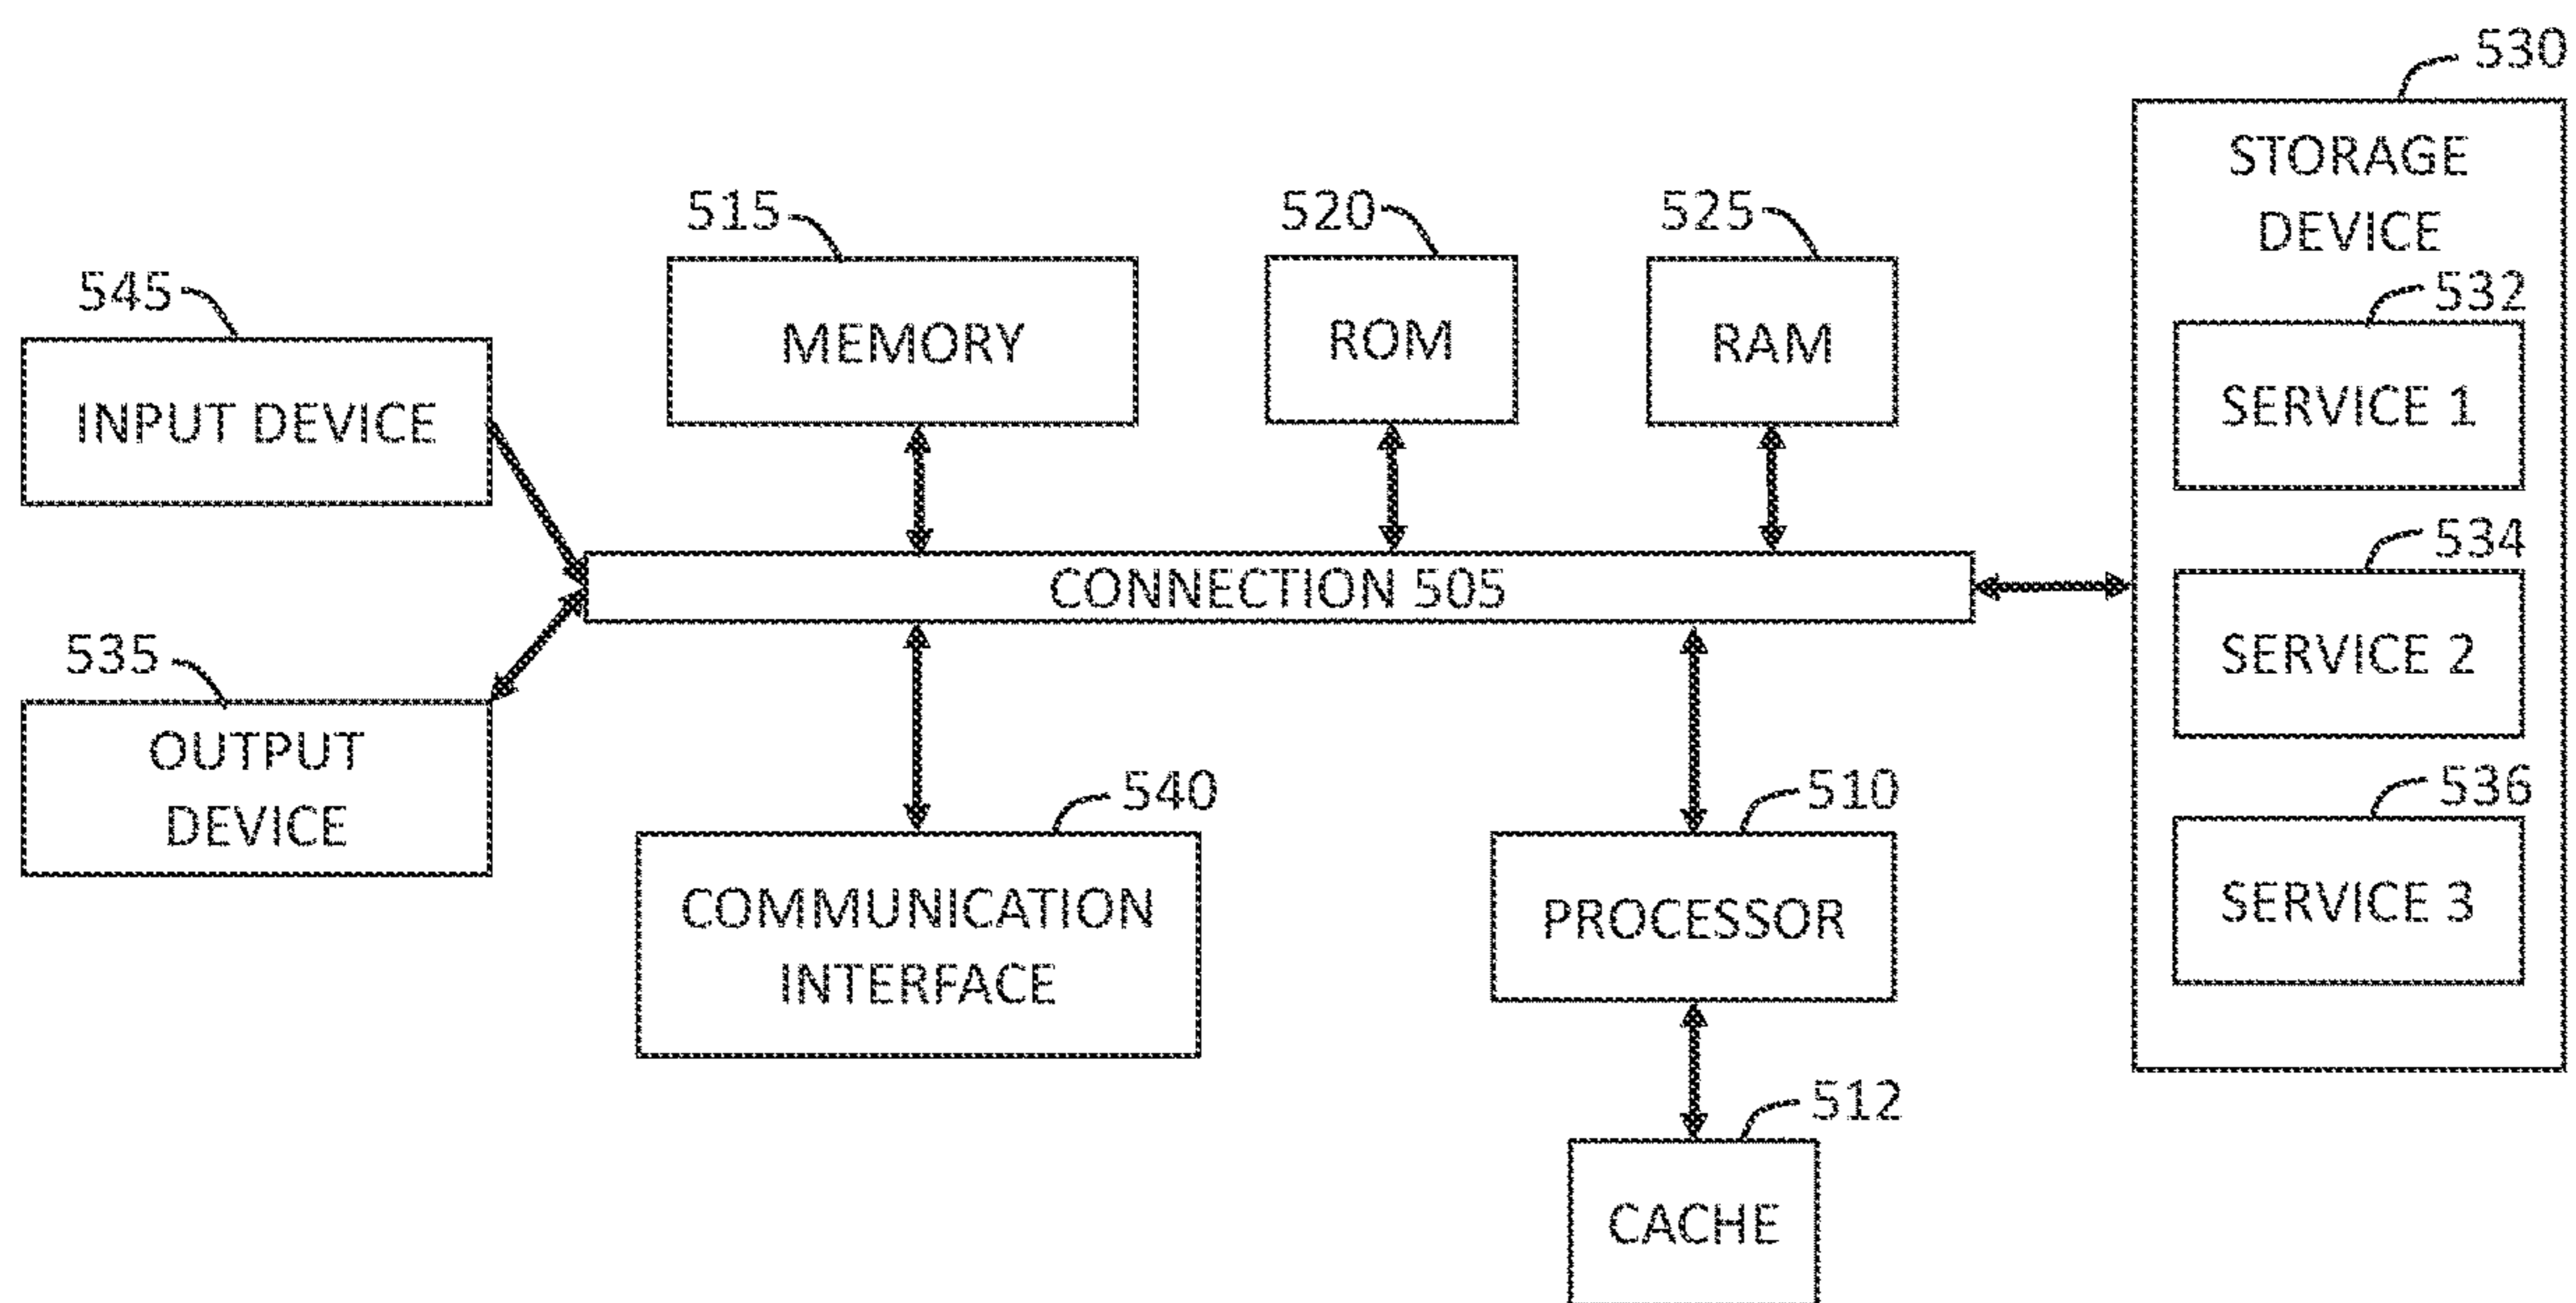 530
STORAGE
DEVICE
515
520
525
545
532
MEMORY
ROM
RAM
INPUT DEVICE
SERVICE 1
534
CONNECTION 505
535
SERVICE 2
OUTPUT
DEVICE
540
510
536
COMMUNICATION
INTERFACE
PROCESSOR
SERVICE 3
512
CACHE